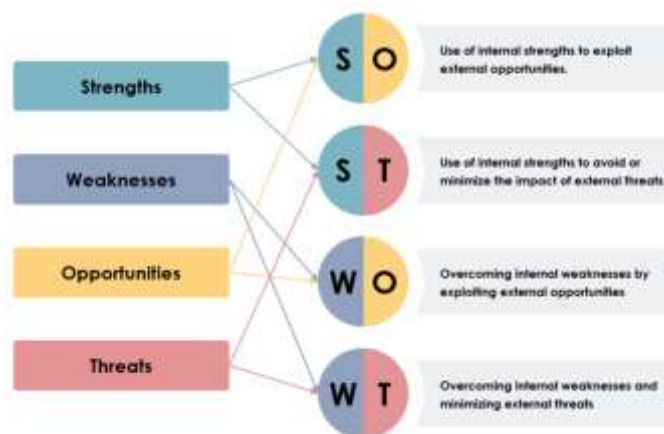 Strengths
Weaknesses
Opportunities
Threats
S O
Use of internal strengths to exploit
external opportunities.
S T
Use of internal strengths to avoid or
minimize the impact of external threats
W O
Overcoming internal weaknesses by
exploiting external opportunities
W T
Overcoming internal weaknesses and
minimizing external threats